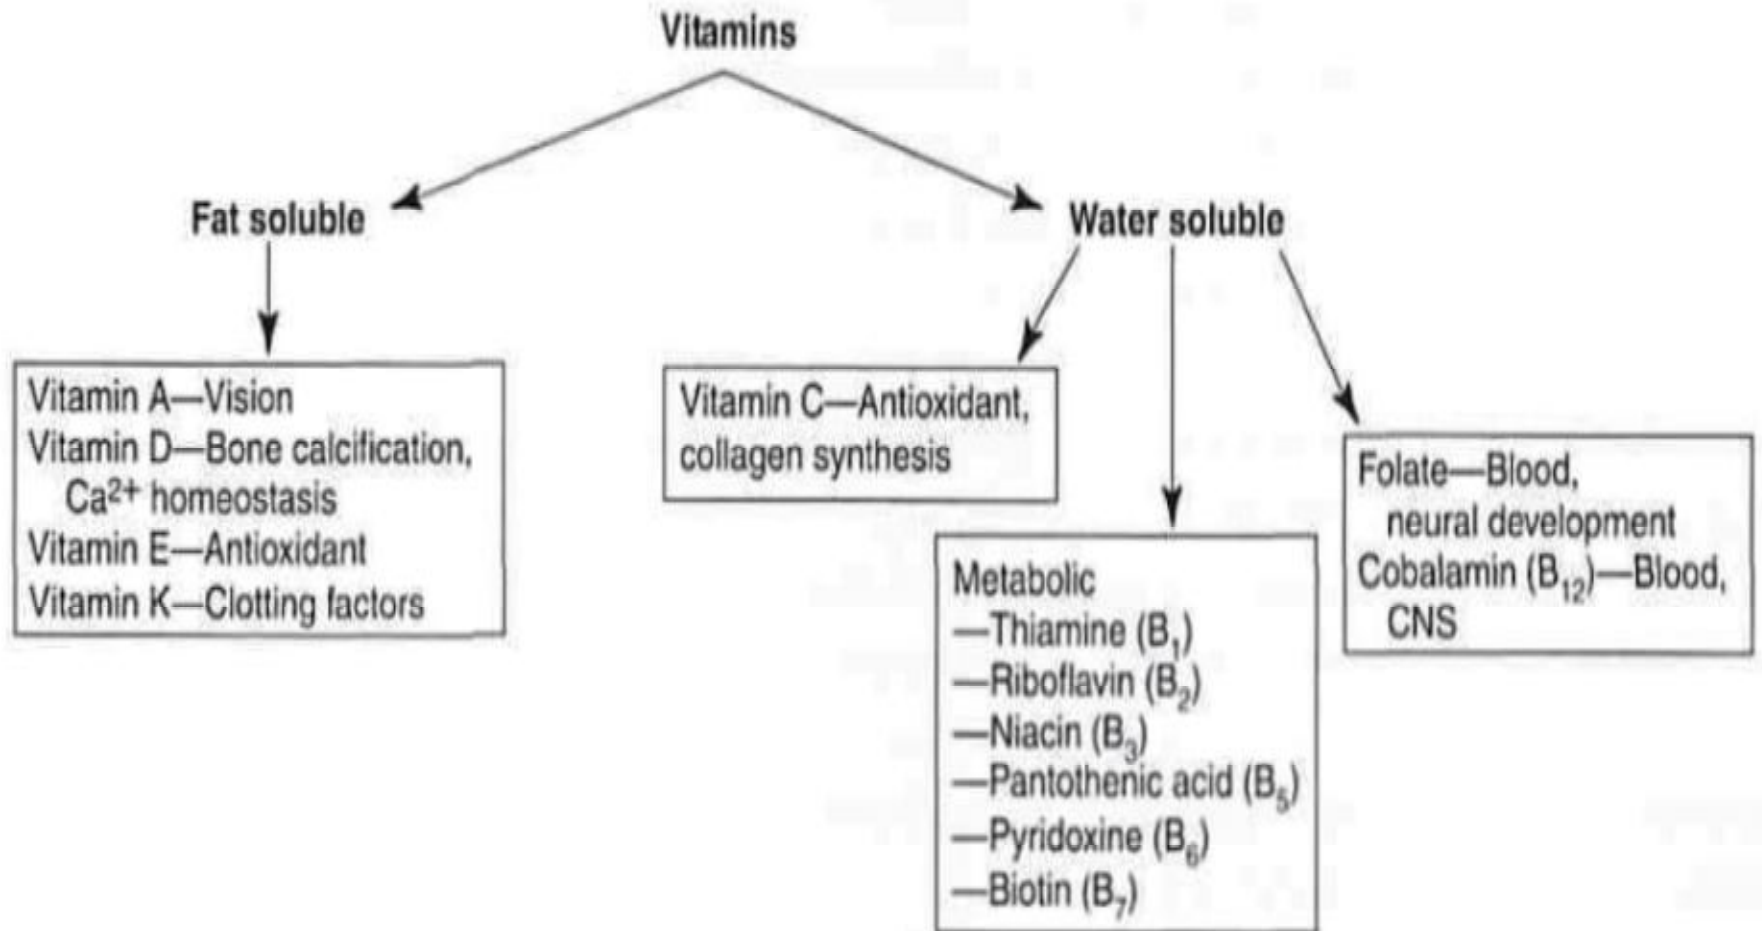 Vitamins
Fat soluble
Water soluble
Vitamin A—Vision
Vitamin D—Bone calcification,
Ca²⁺ homeostasis
Vitamin E—Antioxidant
Vitamin K—Clotting factors
Vitamin C—Antioxidant,
collagen synthesis
Metabolic
—Thiamine (B₁)
—Riboflavin (B₂)
—Niacin (B₃)
—Pantothenic acid (B₅)
—Pyridoxine (B₆)
—Biotin (B₇)
Folate—Blood,
neural development
Cobalamin (B₁₂)—Blood,
CNS